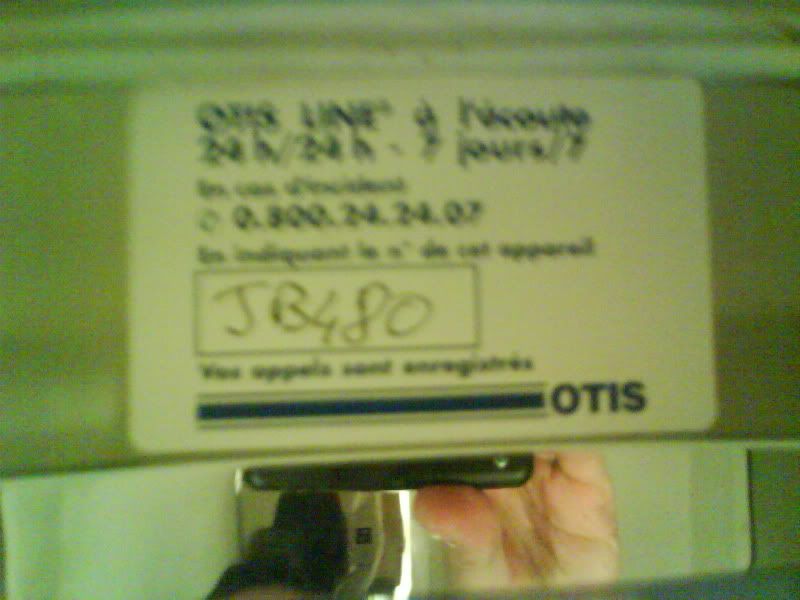 OTIS LINE® à l'écoute
24 h/24 h - 7 jours/7
En cas d'incident
0.800.24.24.07
En indiquant le n° de cet appareil
JB480
Vos appels sont enregistrés
OTIS